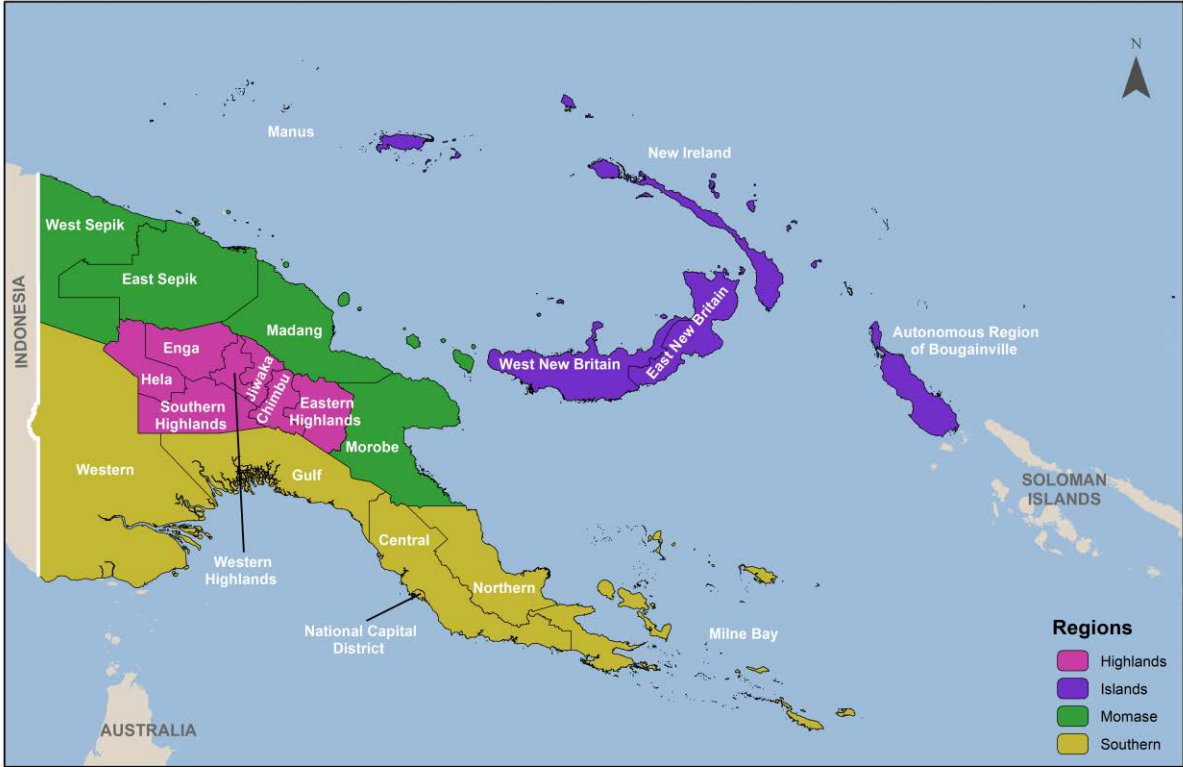 N
Manus
New Ireland
West Sepik
East Sepik
INDONESIA
Madang
Enga
Hela
Jiwaka
Chimbu
Southern
Highlands
Eastern
Highlands
Morobe
West New Britain
East New Britain
Autonomous Region
of Bougainville
Western
Gulf
SOLOMAN
ISLANDS
Central
Western
Highlands
Northern
National Capital
District
Milne Bay
AUSTRALIA
Regions
Highlands
Islands
Momase
Southern